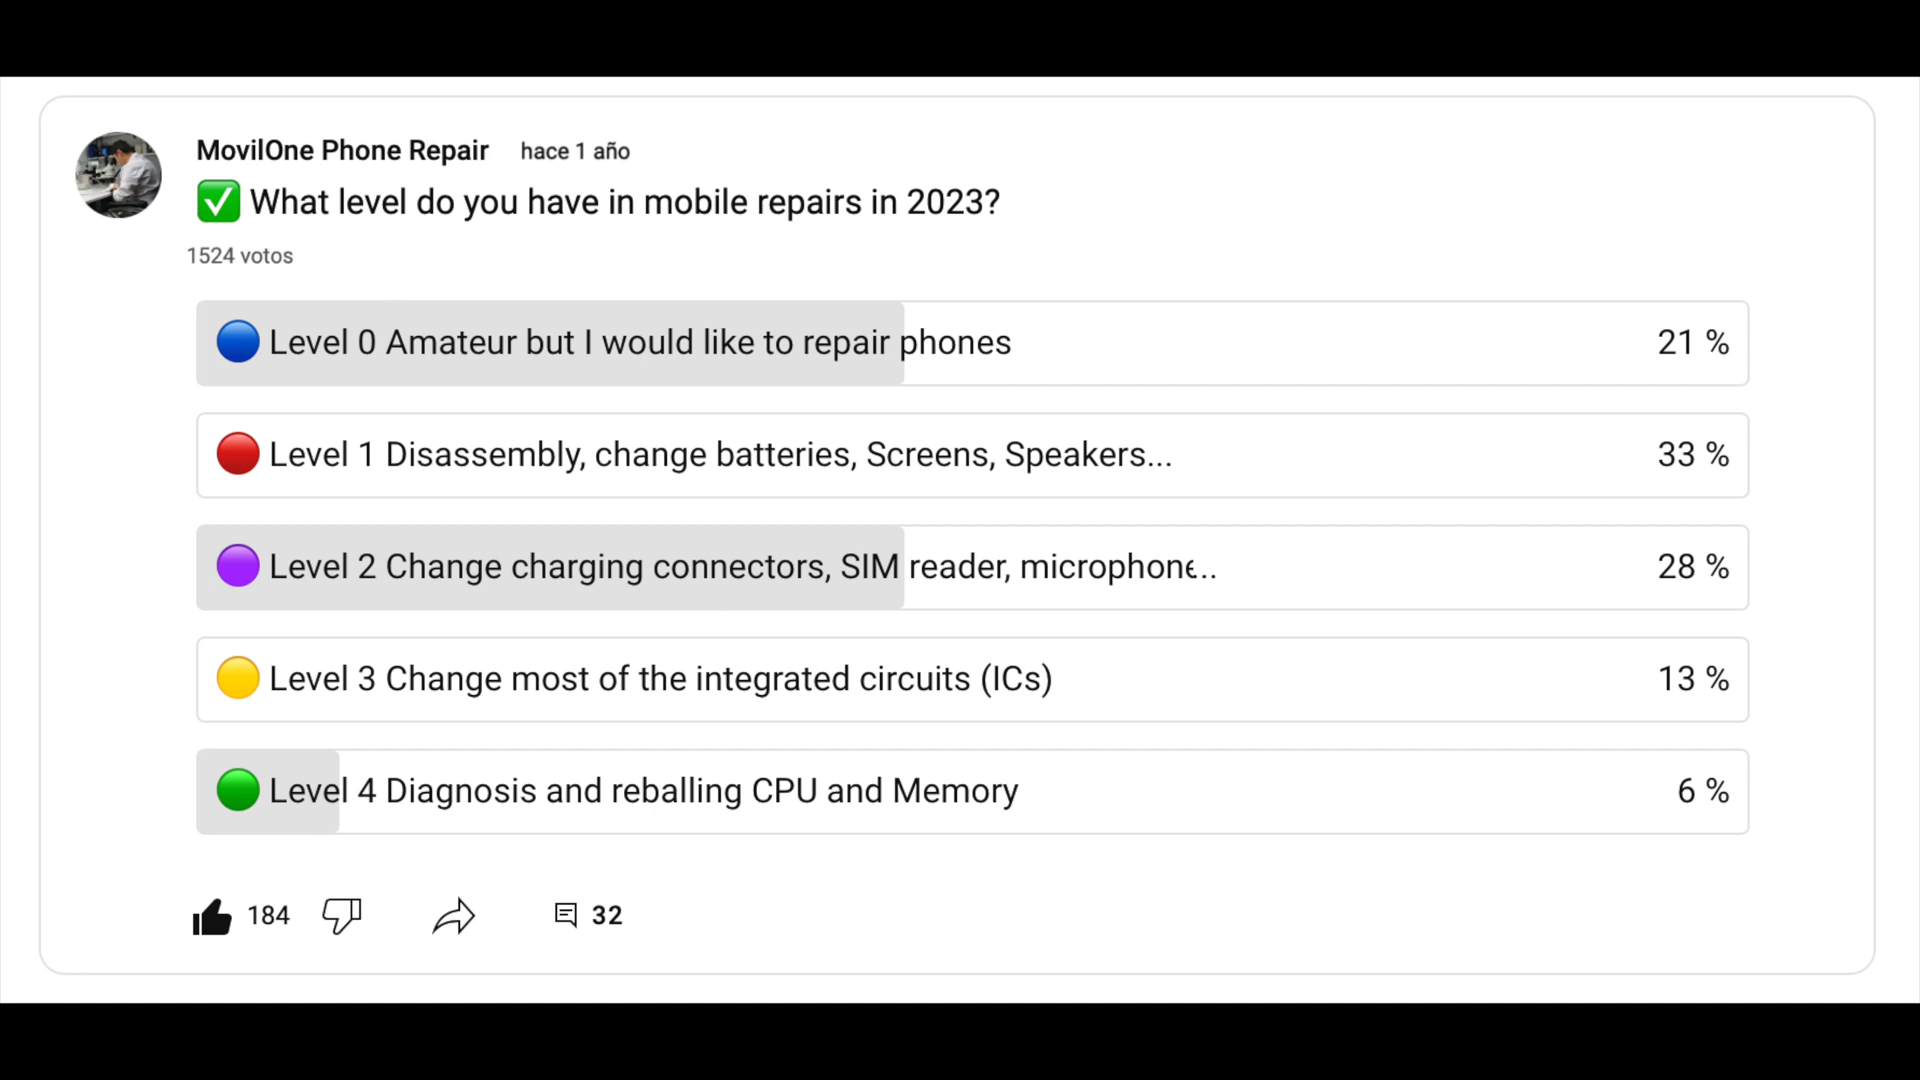 MovilOne Phone Repair hace 1 año
✅ What level do you have in mobile repairs in 2023?
1524 votos
🔵 Level 0 Amateur but I would like to repair phones 21 %
🔴 Level 1 Disassembly, change batteries, Screens, Speakers... 33 %
🟣 Level 2 Change charging connectors, SIM reader, microphone... 28 %
🟡 Level 3 Change most of the integrated circuits (ICs) 13 %
🟢 Level 4 Diagnosis and reballing CPU and Memory 6 %
184 32